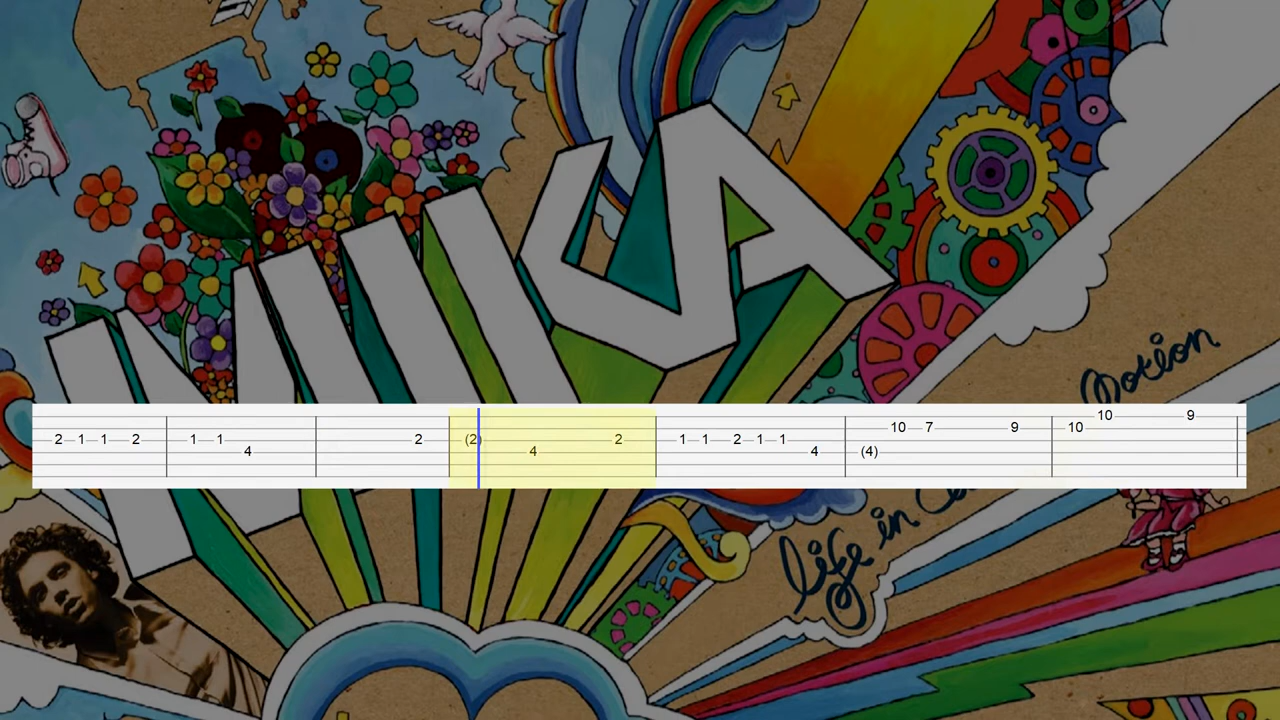 MIKA
motion
10 9
10 7 9 10
2 1 1 2 1 1 2 (2) 2 1 1 2 1 1
4 4 4 (4)
life in